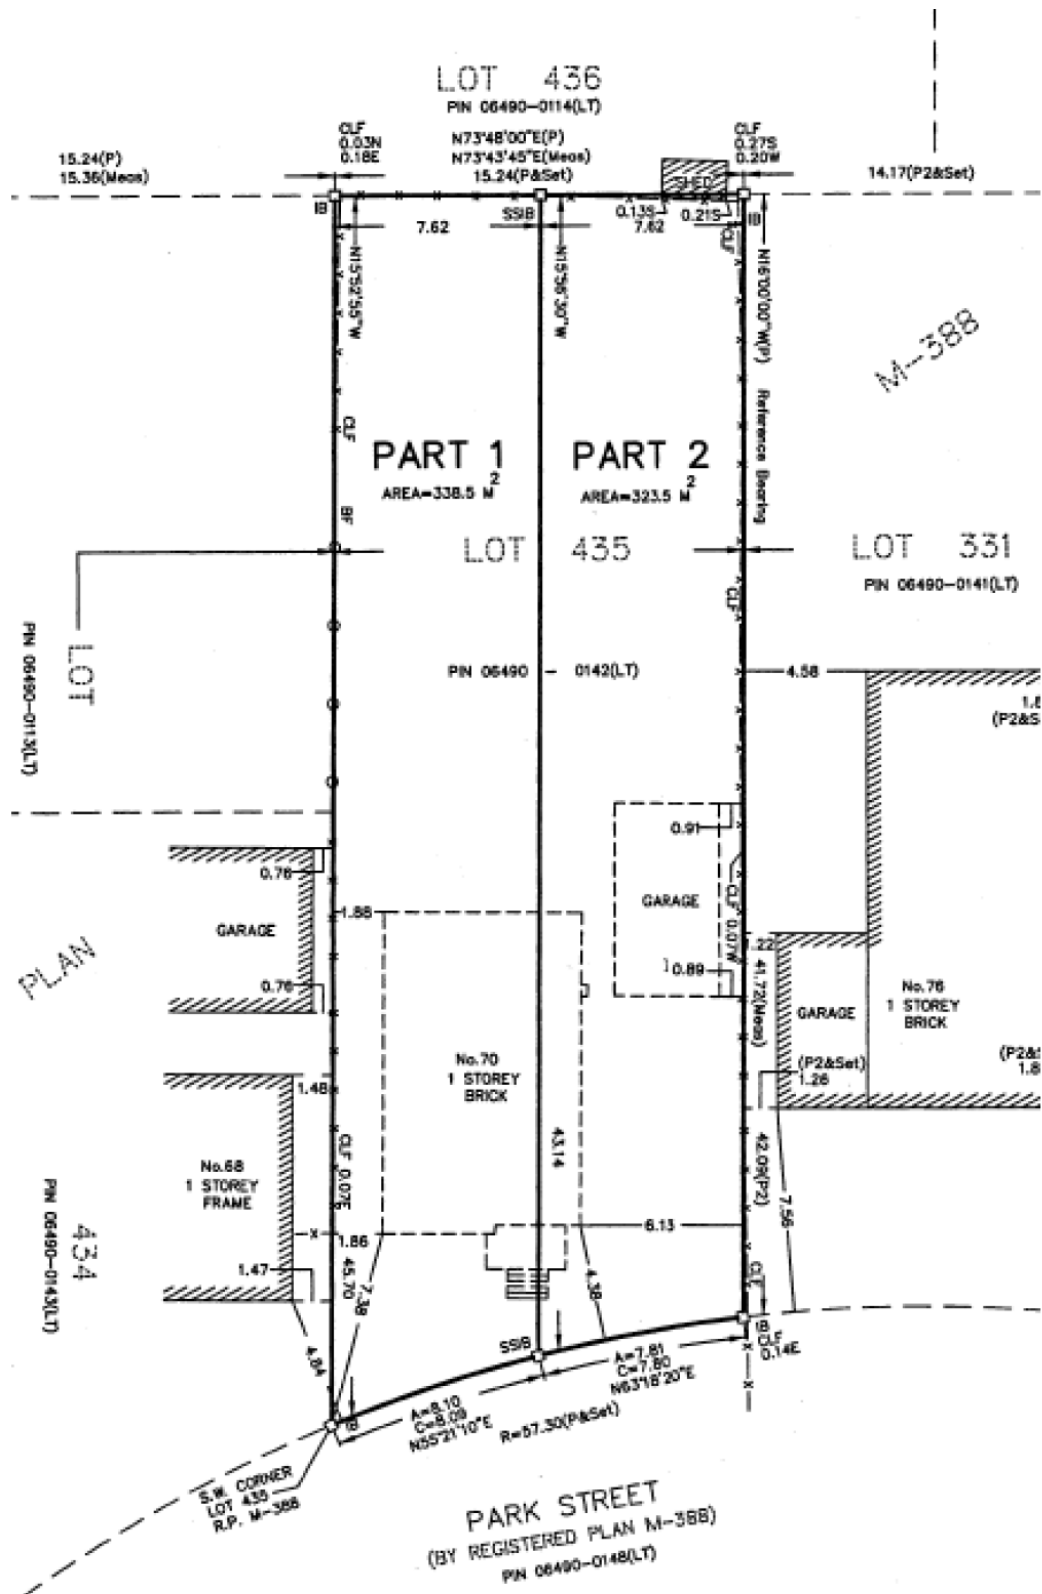 LOT 436
PIN 06490-0114(LT)
CLF
0.03N
0.18E
N73°48'00"E(P)
N73°43'45"E(Meas)
15.24(P&Set)
CLF
0.27S
0.20W
15.24(P)
15.36(Meas)
14.17(P2&Set)
SHED
IB
SSIB
0.13S
0.21S
IB
7.62
7.62
CLF
N15°52'55"W
N15°56'30"W
N16°00'00"W(P) Reference Bearing
M-388
CLF
PART 1
AREA=338.5 M2
PART 2
AREA=323.5 M2
BF
LOT 435
LOT 331
PIN 06490-0141(LT)
CLF
LOT
PIN 06490-0113(LT)
PIN 06490 - 0142(LT)
4.58
(P2&S
0.91
0.76
GARAGE
1.88
GARAGE
CLF 0.07W
PLAN
0.76
0.89
1.22
41.72(Meas)
GARAGE
No.76
1 STOREY
BRICK
No.70
1 STOREY
BRICK
(P2&Set)
1.26
1.48
CLF 0.07E
43.14
42.09(P2)
7.56
No.68
1 STOREY
FRAME
434
PIN 06490-0143(LT)
1.86
6.13
1.47
45.70
7.38
4.38
CLF
4.84
SSIB
IB
CLF
0.14E
A=7.81
C=7.80
N63°18'20"E
IB
A=8.10
C=8.09
N55°21'10"E
R=57.30(P&Set)
S.W. CORNER
LOT 435
R.P. M-388
PARK STREET
(BY REGISTERED PLAN M-388)
PIN 06490-0148(LT)